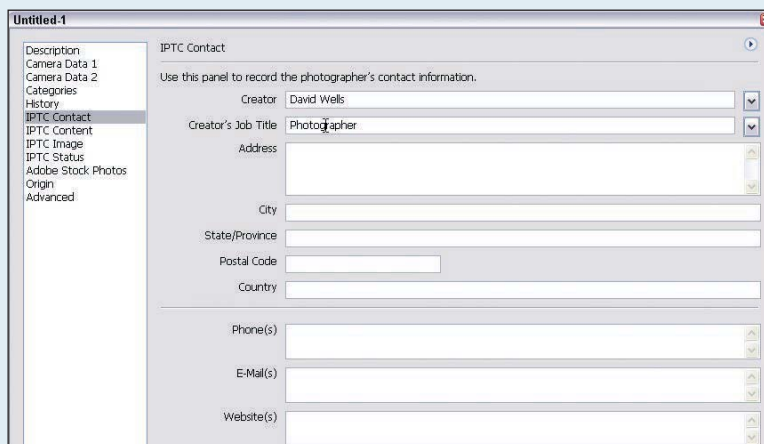 Untitled-1
Description
Camera Data 1
Camera Data 2
Categories
History
IPTC Contact
IPTC Content
IPTC Image
IPTC Status
Adobe Stock Photos
Origin
Advanced
IPTC Contact
Use this panel to record the photographer's contact information.
Creator David Wells
Creator's Job Title Photographer
Address
City
State/Province
Postal Code
Country
Phone(s)
E-Mail(s)
Website(s)